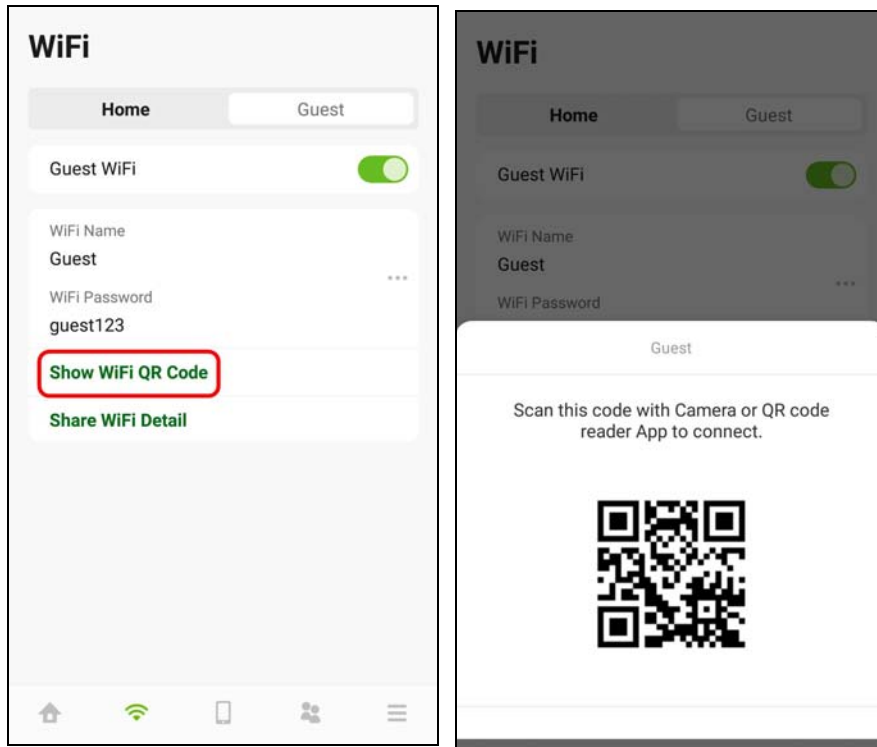 WiFi
Home Guest
Guest WiFi
WiFi Name
Guest
WiFi Password
guest123
Show WiFi QR Code
Share WiFi Detail
WiFi
Home Guest
Guest WiFi
WiFi Name
Guest
WiFi Password
Guest
Scan this code with Camera or QR code
reader App to connect.